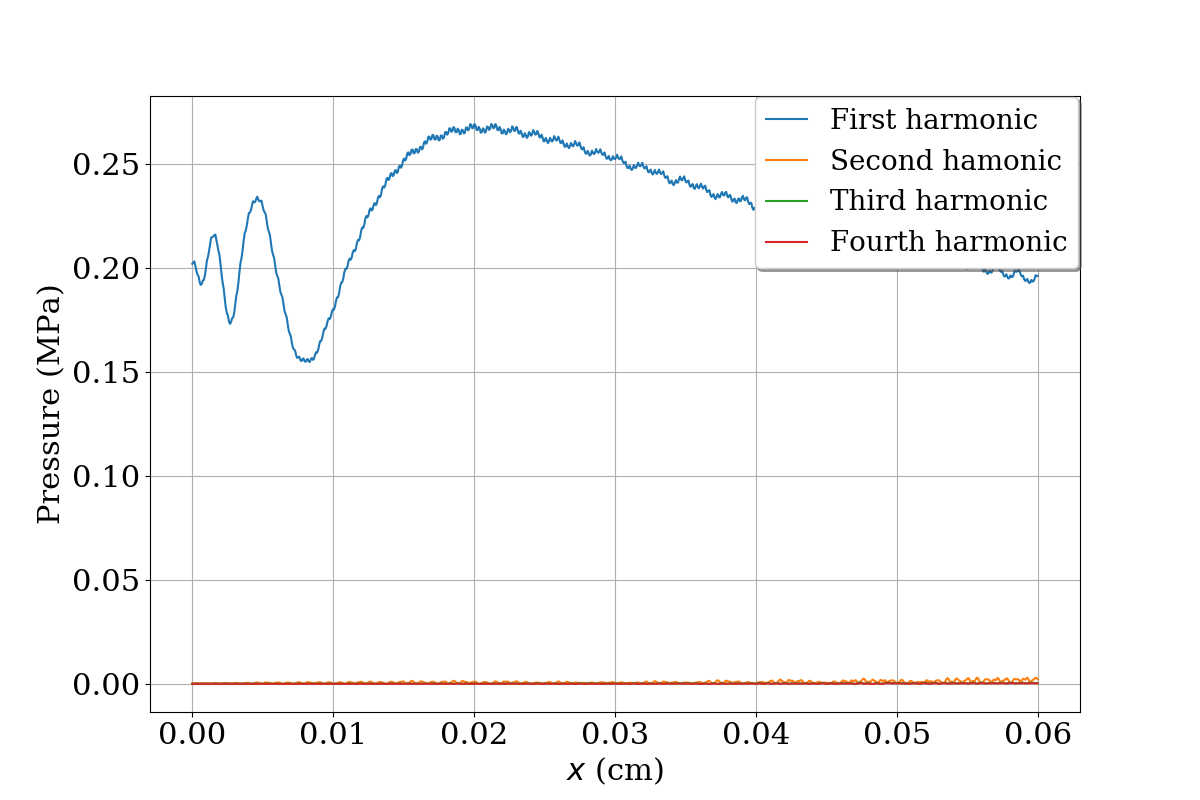 First harmonic
Second hamonic
Third harmonic
Fourth harmonic
0.25
0.20
0.15
0.10
0.05
0.00
Pressure (MPa)
0.00 0.01 0.02 0.03 0.04 0.05 0.06
x (cm)